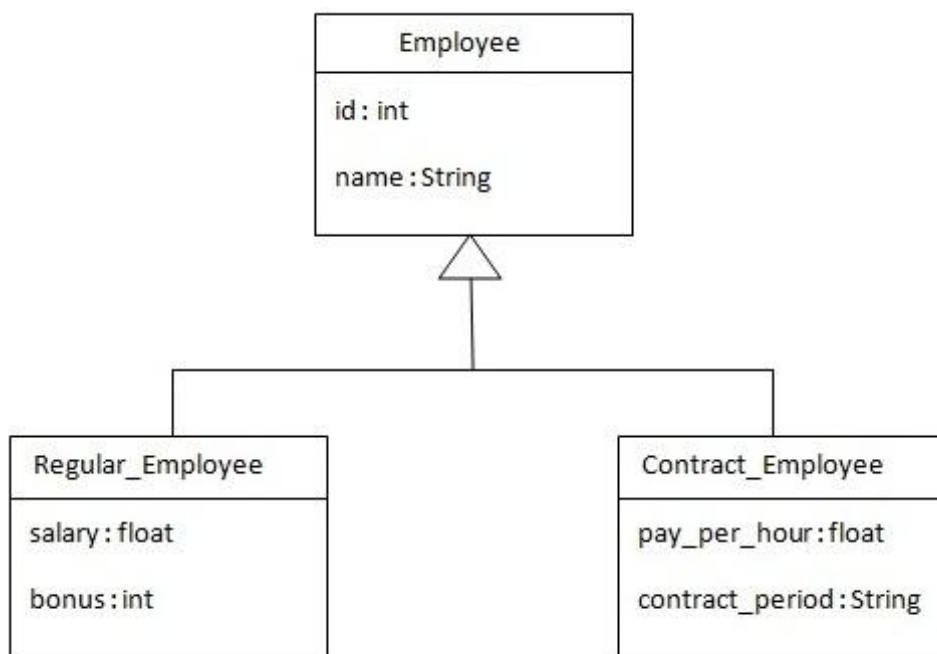 Employee
id: int
name:String
Regular_Employee
salary:float
bonus:int
Contract_Employee
pay_per_hour:float
contract_period:String